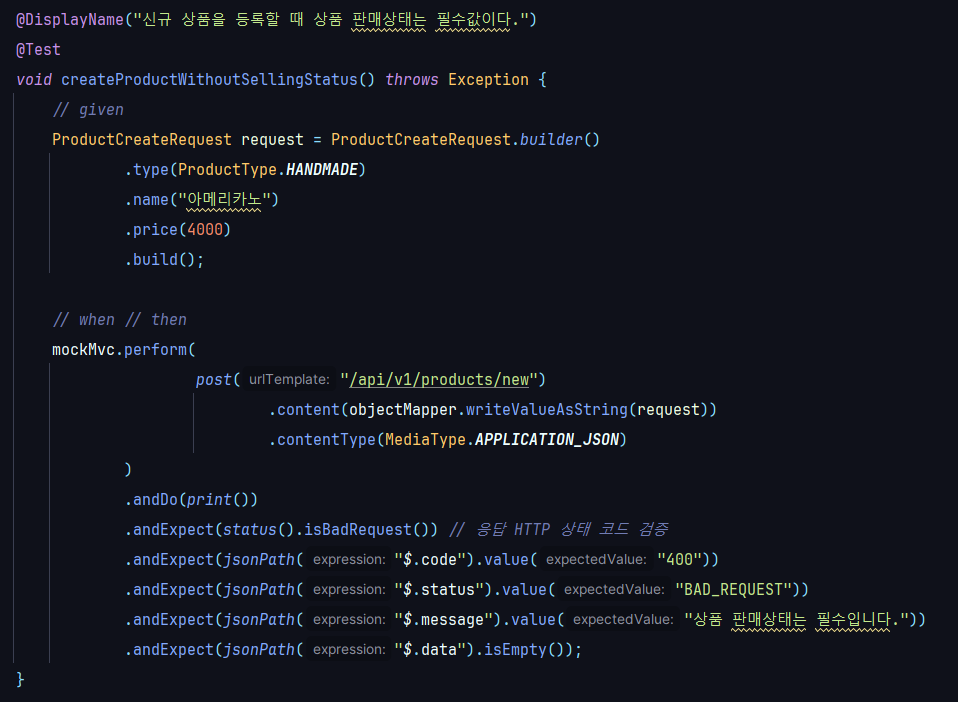 @DisplayName("신규 상품을 등록할 때 상품 판매상태는 필수값이다.")
@Test
void createProductWithoutSellingStatus() throws Exception {
// given
ProductCreateRequest request = ProductCreateRequest.builder()
.type(ProductType.HANDMADE)
.name("아메리카노")
.price(4000)
.build();
// when // then
mockMvc.perform(
post( urlTemplate: "/api/v1/products/new")
.content(objectMapper.writeValueAsString(request))
.contentType(MediaType.APPLICATION_JSON)
)
.andDo(print())
.andExpect(status().isBadRequest()) // 응답 HTTP 상태 코드 검증
.andExpect(jsonPath( expression: "$.code").value( expectedValue: "400"))
.andExpect(jsonPath( expression: "$.status").value( expectedValue: "BAD_REQUEST"))
.andExpect(jsonPath( expression: "$.message").value( expectedValue: "상품 판매상태는 필수입니다."))
.andExpect(jsonPath( expression: "$.data").isEmpty());
}